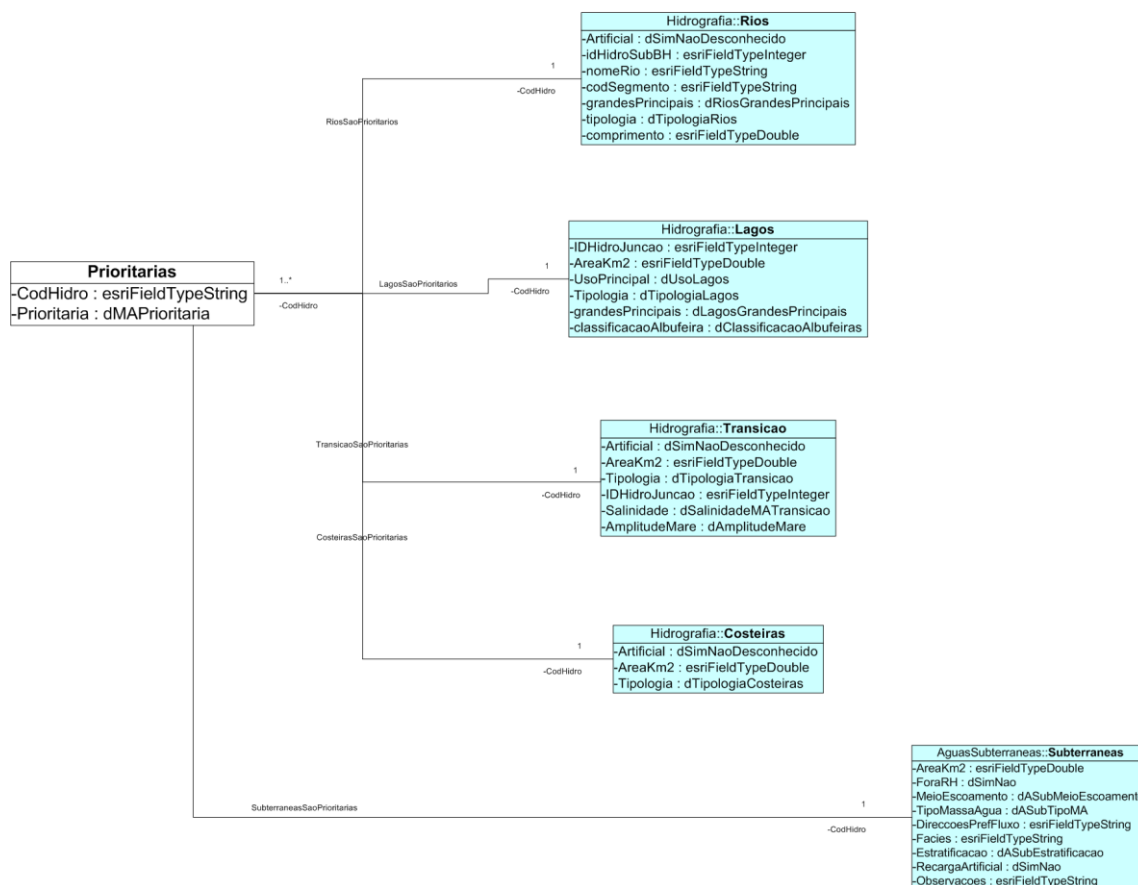 Hidrografia::Rios
-Artificial : dSimNaoDesconhecido
-idHidroSubBH : esriFieldTypeInteger
-nomeRio : esriFieldTypeString
-codSegmento : esriFieldTypeString
-grandesPrincipais : dRiosGrandesPrincipais
-tipologia : dTipologiaRios
-comprimento : esriFieldTypeDouble
1
-CodHidro
RiosSaoPrioritarios
Hidrografia::Lagos
-IDHidroJuncao : esriFieldTypeInteger
-AreaKm2 : esriFieldTypeDouble
-UsoPrincipal : dUsoLagos
-Tipologia : dTipologiaLagos
-grandesPrincipais : dLagosGrandesPrincipais
-classificacaoAlbufeira : dClassificacaoAlbufeiras
1
-CodHidro
LagosSaoPrioritarios
Prioritarias
-CodHidro : esriFieldTypeString
-Prioritaria : dMAPrioritaria
1..*
-CodHidro
Hidrografia::Transicao
-Artificial : dSimNaoDesconhecido
-AreaKm2 : esriFieldTypeDouble
-Tipologia : dTipologiaTransicao
-IDHidroJuncao : esriFieldTypeInteger
-Salinidade : dSalinidadeMATransicao
-AmplitudeMare : dAmplitudeMare
TransicaoSaoPrioritarias
1
-CodHidro
CosteirasSaoPrioritarias
Hidrografia::Costeiras
-Artificial : dSimNaoDesconhecido
-AreaKm2 : esriFieldTypeDouble
-Tipologia : dTipologiaCosteiras
1
-CodHidro
AguasSubterraneas::Subterraneas
-AreaKm2 : esriFieldTypeDouble
-ForaRH : dSimNao
-MeioEscoamento : dASubMeioEscoament
-TipoMassaAgua : dASubTipoMA
-DireccoesPrefFluxo : esriFieldTypeString
-Facies : esriFieldTypeString
-Estratificacao : dASubEstratificacao
-RecargaArtificial : dSimNao
-Observacoes : esriFieldTypeString
SubterraneasSaoPrioritarias
1
-CodHidro